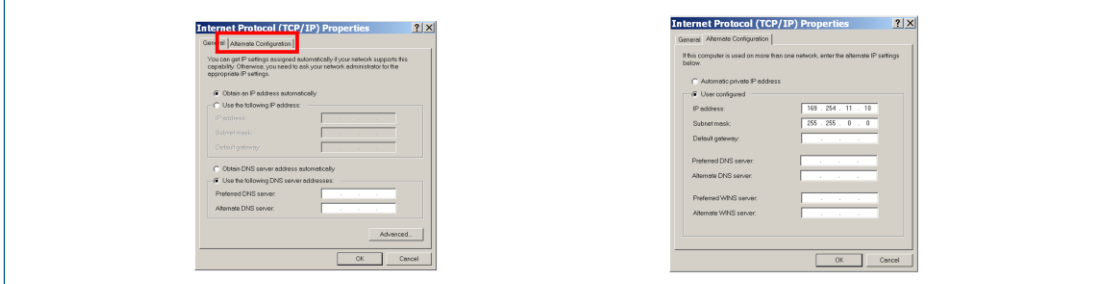 Internet Protocol (TCP/IP) Properties
General Alternate Configuration
You can get IP settings assigned automatically if your network supports this
capability. Otherwise, you need to ask your network administrator for the
appropriate IP settings.
Obtain an IP address automatically
Use the following IP address:
IP address:
Subnet mask:
Default gateway:
Obtain DNS server address automatically
Use the following DNS server addresses:
Preferred DNS server:
Alternate DNS server:
Advanced...
OK Cancel
Internet Protocol (TCP/IP) Properties
General Alternate Configuration
If this computer is used on more than one network, enter the alternate IP settings
below.
Automatic private IP address
User configured
IP address: 169 . 254 . 11 . 10
Subnet mask: 255 . 255 . 0 . 0
Default gateway:
Preferred DNS server:
Alternate DNS server:
Preferred WINS server:
Alternate WINS server:
OK Cancel